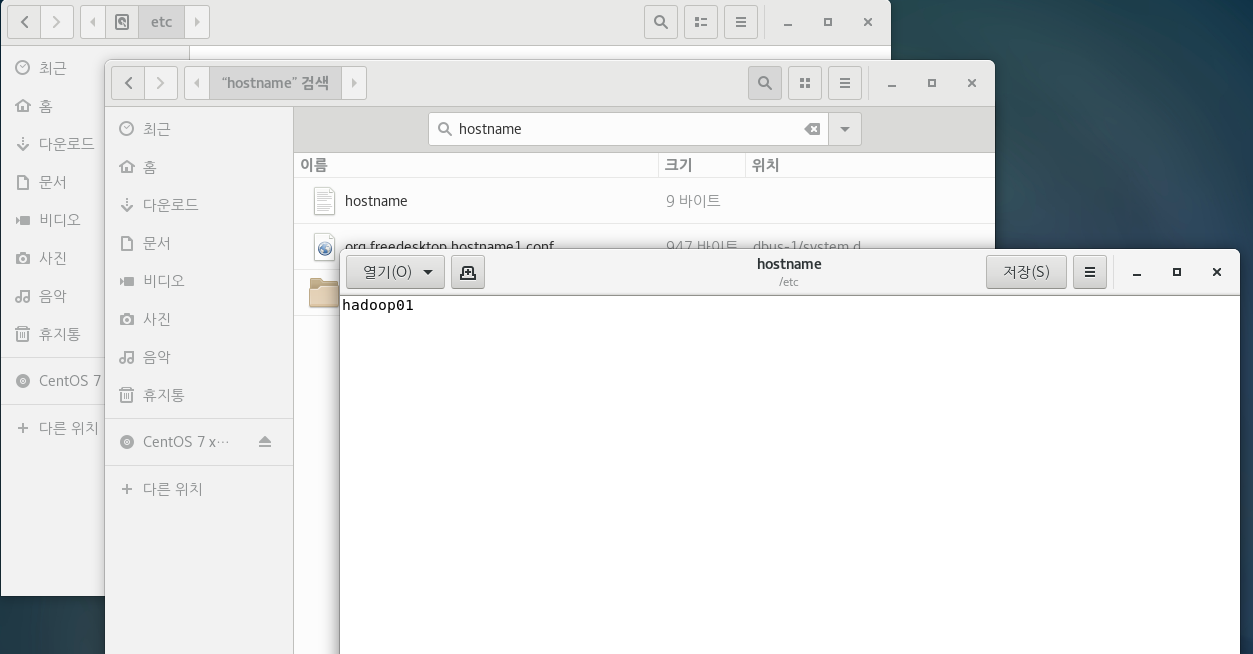 etc
최근
홈
다운로드
문서
비디오
사진
음악
휴지통
CentOS 7
다른 위치
“hostname” 검색
최근
홈
다운로드
문서
비디오
사진
음악
휴지통
CentOS 7 x…
다른 위치
hostname
이름 크기 위치
hostname 9 바이트
org.freedesktop.hostname1.conf 947 바이트 dbus-1/system.d
열기(O) hostname 저장(S)
/etc
hadoop01